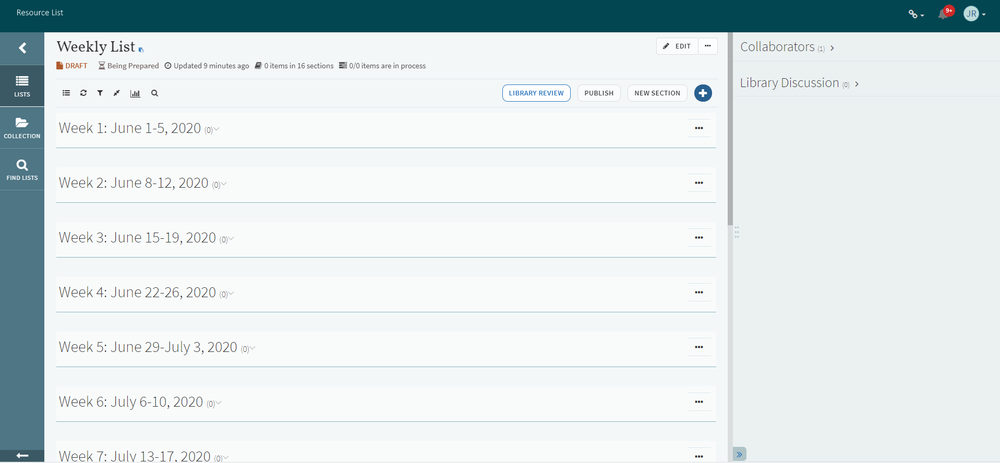 Resource List
9+
JR
LISTS
COLLECTION
FIND LISTS
Weekly List
EDIT
DRAFT Being Prepared Updated 9 minutes ago 0 items in 16 sections 0/0 items are in process
LIBRARY REVIEW PUBLISH NEW SECTION
Week 1: June 1-5, 2020 (0)
Week 2: June 8-12, 2020 (0)
Week 3: June 15-19, 2020 (0)
Week 4: June 22-26, 2020 (0)
Week 5: June 29-July 3, 2020 (0)
Week 6: July 6-10, 2020 (0)
Week 7: July 13-17, 2020 (0)
Collaborators (1)
Library Discussion (0)